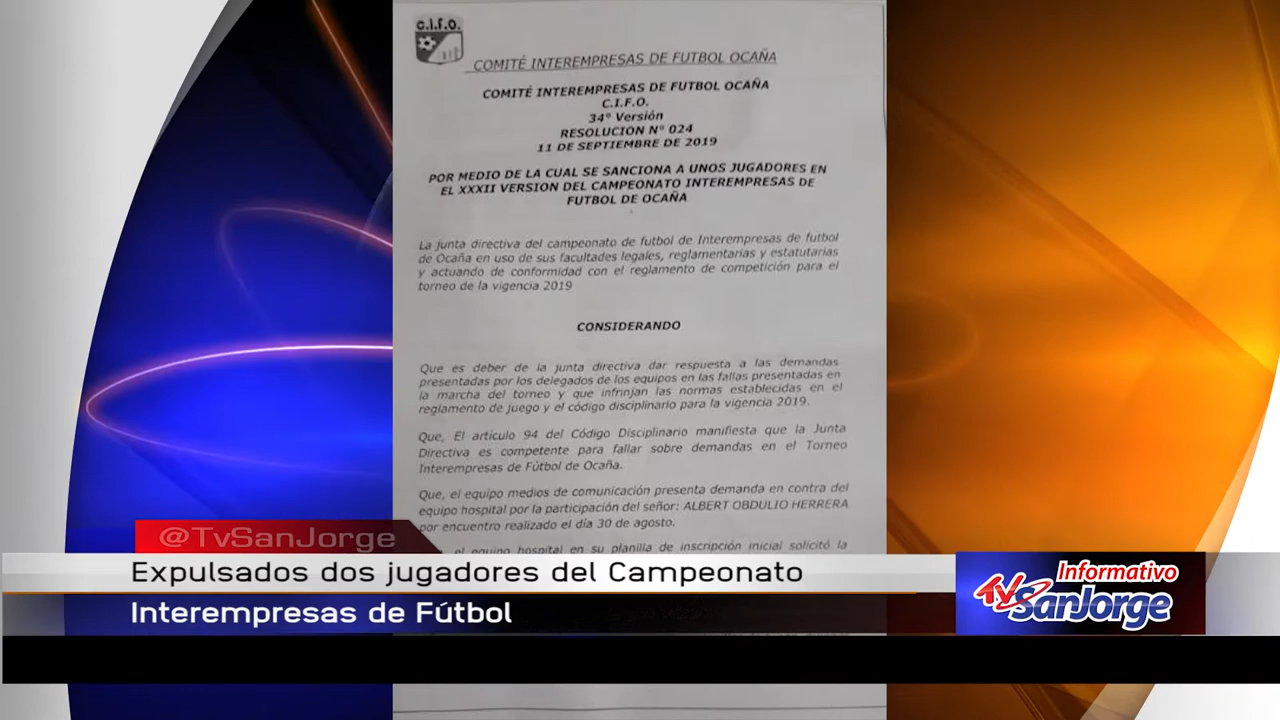 c.I.F.O.
COMITÉ INTEREMPRESAS DE FUTBOL OCAÑA
COMITÉ INTEREMPRESAS DE FUTBOL OCAÑA
C.I.F.O.
34° Versión
RESOLUCION N° 024
11 DE SEPTIEMBRE DE 2019
POR MEDIO DE LA CUAL SE SANCIONA A UNOS JUGADORES EN
EL XXXII VERSION DEL CAMPEONATO INTEREMPRESAS DE
FUTBOL DE OCAÑA
La junta directiva del campeonato de futbol de Interempresas de futbol
de Ocaña en uso de sus facultades legales, reglamentarias y estatutarias
y actuando de conformidad con el reglamento de competición para el
torneo de la vigencia 2019
CONSIDERANDO
Que es deber de la junta directiva dar respuesta a las demandas
presentadas por los delegados de los equipos en las fallas presentadas en
la marcha del torneo y que infrinjan las normas establecidas en el
reglamento de juego y el código disciplinario para la vigencia 2019.
Que, El artículo 94 del Código Disciplinario manifiesta que la Junta
Directiva es competente para fallar sobre demandas en el Torneo
Interempresas de Fútbol de Ocaña.
Que, el equipo medios de comunicación presenta demanda en contra del
equipo hospital por la participación del señor: ALBERT OBDULIO HERRERA
por encuentro realizado el día 30 de agosto.
el equipo hospital en su planilla de inscripción inicial solicitó la
@TvSanJorge
Expulsados dos jugadores del Campeonato
Interempresas de Fútbol
Informativo
TV SanJorge